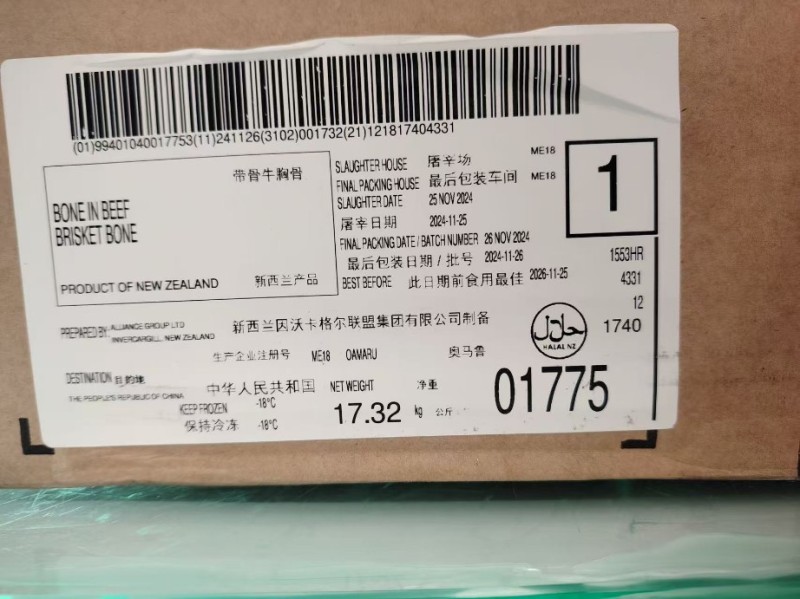 (01)99401040017753(11)241126(3102)001732(21)121817404331
带骨牛胸骨
BONE IN BEEF
BRISKET BONE
PRODUCT OF NEW ZEALAND 新西兰产品
SLAUGHTER HOUSE 屠宰场 ME18
FINAL PACKING HOUSE 最后包装车间 ME18
SLAUGHTER DATE 25 NOV 2024
屠宰日期 2024-11-25
FINAL PACKING DATE / BATCH NUMBER 26 NOV 2024
最后包装日期 / 批号 2024-11-26
BEST BEFORE 此日期前食用最佳 2026-11-25
1
1553HR
4331
12
1740
حلال
HALAL NZ
PREPARED BY: ALLIANCE GROUP LTD
INVERCARGILL, NEW ZEALAND
新西兰因沃卡格尔联盟集团有限公司制备
生产企业注册号 ME18 OAMARU 奥马鲁
DESTINATION 目的地
THE PEOPLE'S REPUBLIC OF CHINA
中华人民共和国
KEEP FROZEN -18°C
保持冷冻 -18°C
NET WEIGHT 净重
17.32 kg 公斤
01775